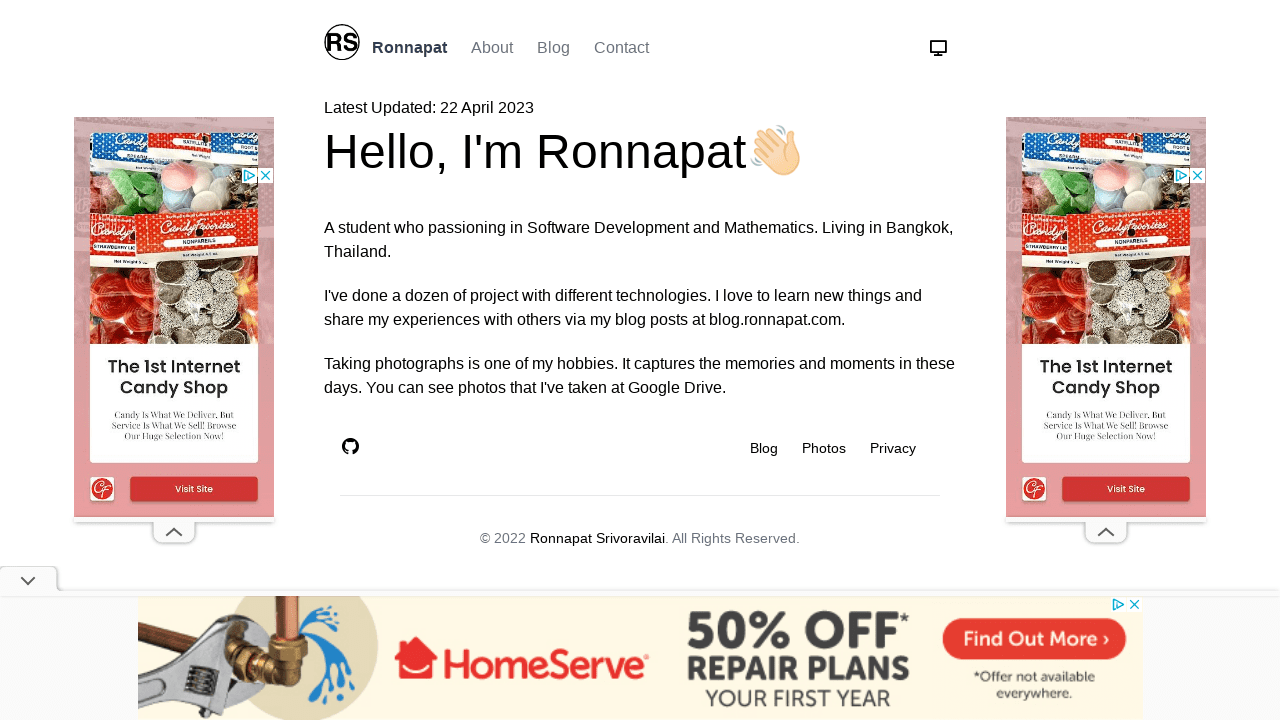 RS
Ronnapat About Blog Contact
Latest Updated: 22 April 2023
Hello, I'm Ronnapat
A student who passioning in Software Development and Mathematics. Living in Bangkok,
Thailand.
I've done a dozen of project with different technologies. I love to learn new things and
share my experiences with others via my blog posts at blog.ronnapat.com.
Taking photographs is one of my hobbies. It captures the memories and moments in these
days. You can see photos that I've taken at Google Drive.
Blog Photos Privacy
© 2022 Ronnapat Srivoravilai. All Rights Reserved.
CandyFavorites
NONPAREILS
The 1st Internet
Candy Shop
Candy Is What We Deliver, But
Service Is What We Sell! Browse
Our Huge Selection Now!
CF
Visit Site
CandyFavorites
NONPAREILS
The 1st Internet
Candy Shop
Candy Is What We Deliver, But
Service Is What We Sell! Browse
Our Huge Selection Now!
CF
Visit Site
HomeServe
50% OFF*
REPAIR PLANS
YOUR FIRST YEAR
Find Out More ›
*Offer not available
everywhere.